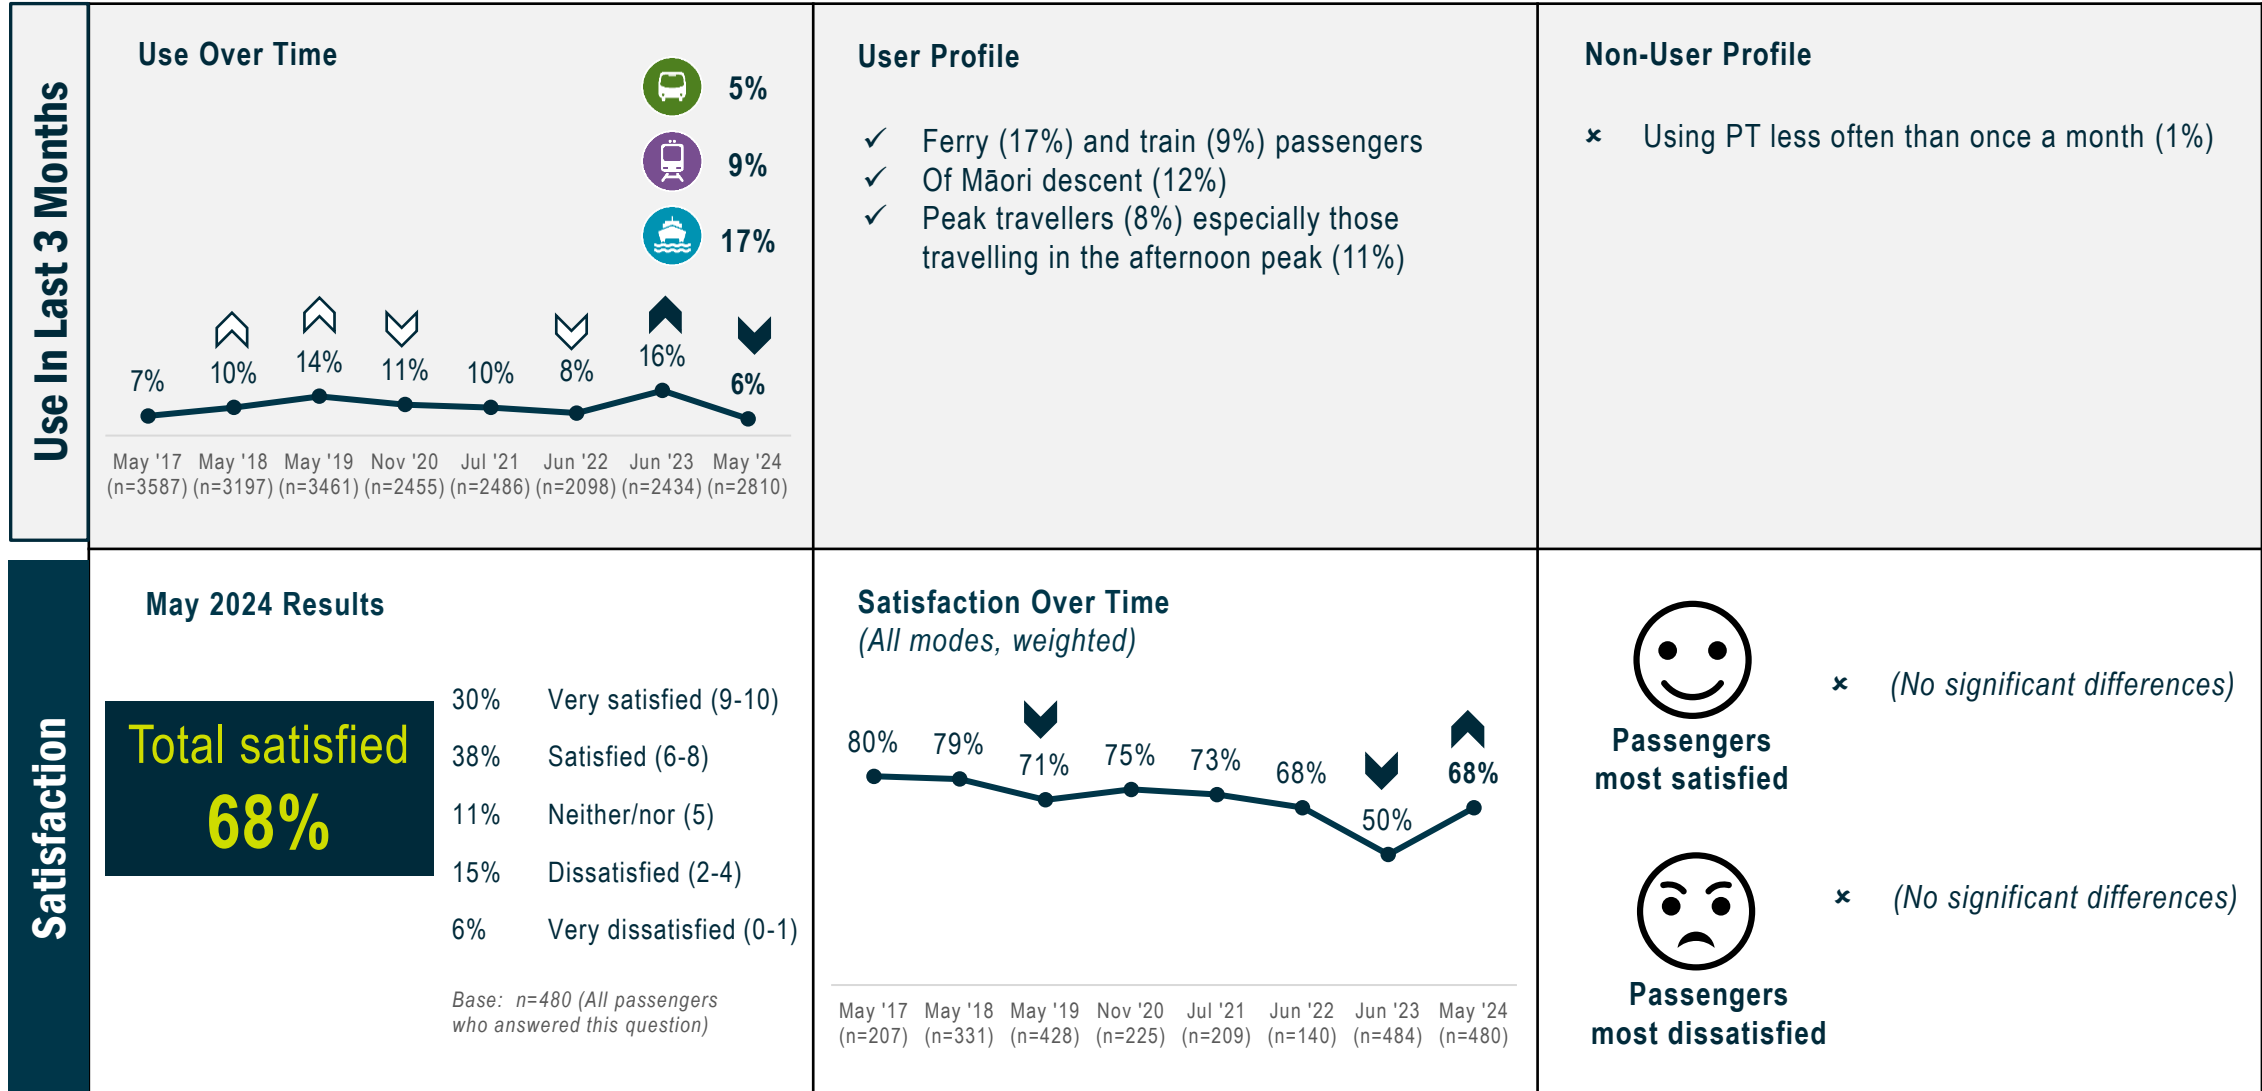 Use In Last 3 Months
Use Over Time
5%
9%
17%
7%
10%
14%
11%
10%
8%
16%
6%
May '17 May '18 May '19 Nov '20 Jul '21 Jun '22 Jun '23 May '24
(n=3587) (n=3197) (n=3461) (n=2455) (n=2486) (n=2098) (n=2434) (n=2810)
User Profile
✓ Ferry (17%) and train (9%) passengers
✓ Of Māori descent (12%)
✓ Peak travellers (8%) especially those
travelling in the afternoon peak (11%)
Non-User Profile
× Using PT less often than once a month (1%)
Satisfaction
May 2024 Results
Total satisfied
68%
30% Very satisfied (9-10)
38% Satisfied (6-8)
11% Neither/nor (5)
15% Dissatisfied (2-4)
6% Very dissatisfied (0-1)
Base: n=480 (All passengers
who answered this question)
Satisfaction Over Time
(All modes, weighted)
80%
79%
71%
75%
73%
68%
50%
68%
May '17 May '18 May '19 Nov '20 Jul '21 Jun '22 Jun '23 May '24
(n=207) (n=331) (n=428) (n=225) (n=209) (n=140) (n=484) (n=480)
Passengers
most satisfied
× (No significant differences)
Passengers
most dissatisfied
× (No significant differences)